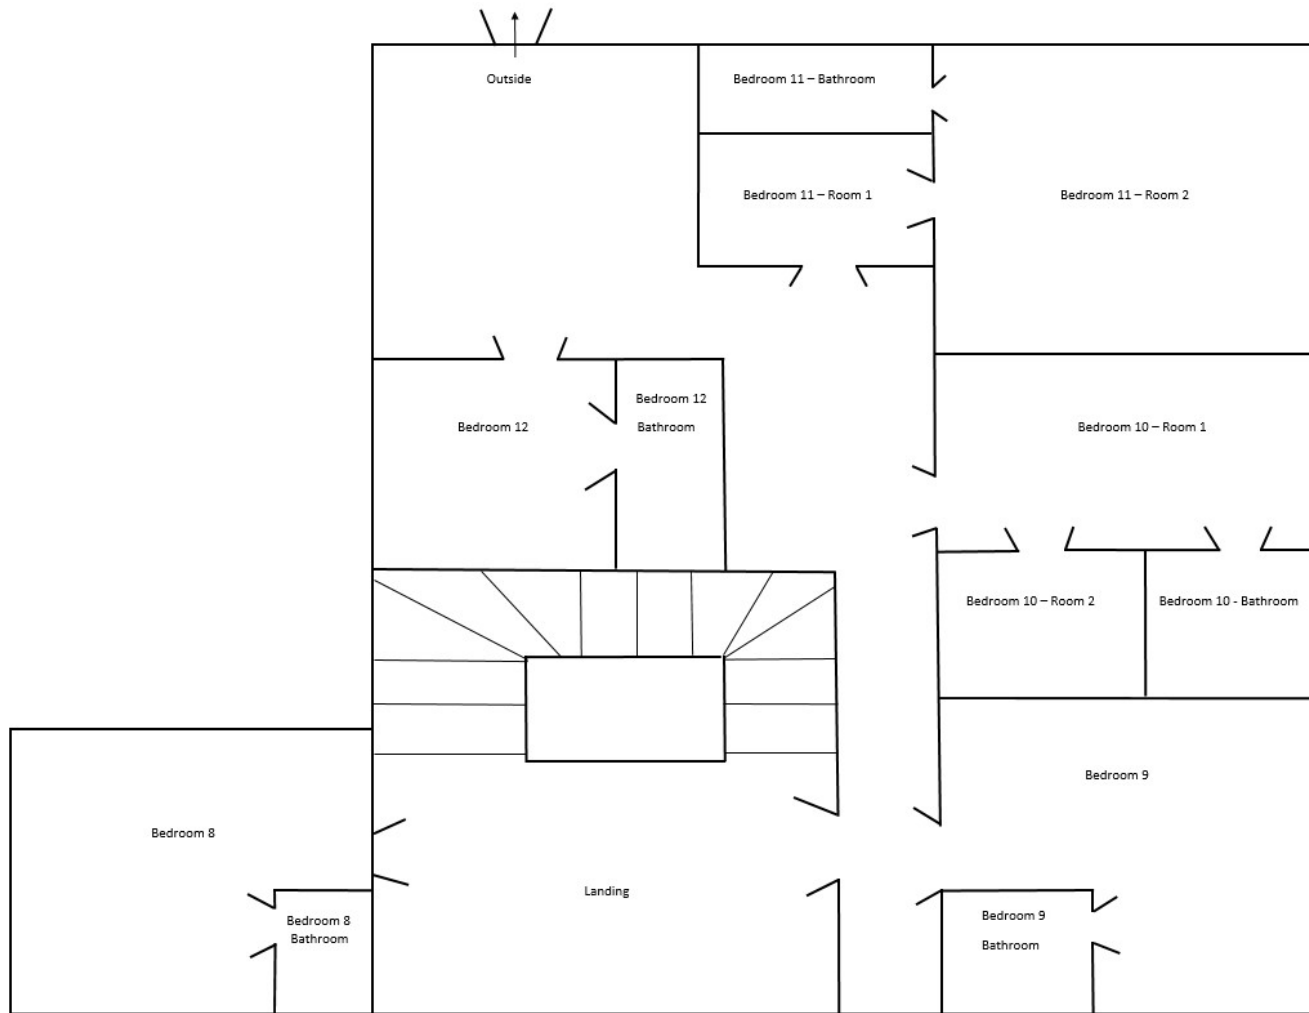 Outside
Bedroom 11 – Bathroom
Bedroom 11 – Room 1
Bedroom 11 – Room 2
Bedroom 12
Bedroom 12
Bathroom
Bedroom 10 – Room 1
Bedroom 10 – Room 2
Bedroom 10 - Bathroom
Bedroom 9
Bedroom 8
Landing
Bedroom 8
Bathroom
Bedroom 9
Bathroom